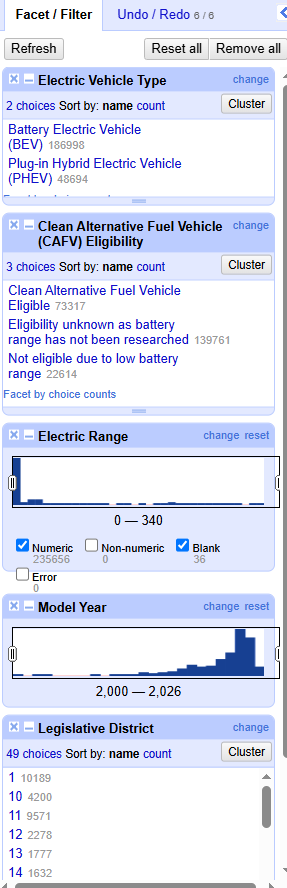 Facet / Filter Undo / Redo 6 / 6
Refresh Reset all Remove all
Electric Vehicle Type change
2 choices Sort by: name count Cluster
Battery Electric Vehicle
(BEV) 186998
Plug-in Hybrid Electric Vehicle
(PHEV) 48694
Clean Alternative Fuel Vehicle change
(CAFV) Eligibility
3 choices Sort by: name count Cluster
Clean Alternative Fuel Vehicle
Eligible 73317
Eligibility unknown as battery
range has not been researched 139761
Not eligible due to low battery
range 22614
Facet by choice counts
Electric Range change reset
0 — 340
Numeric Non-numeric Blank
235656 0 36
Error
0
Model Year change reset
2,000 — 2,026
Legislative District change
49 choices Sort by: name count Cluster
1 10189
10 4200
11 9571
12 2278
13 1777
14 1632